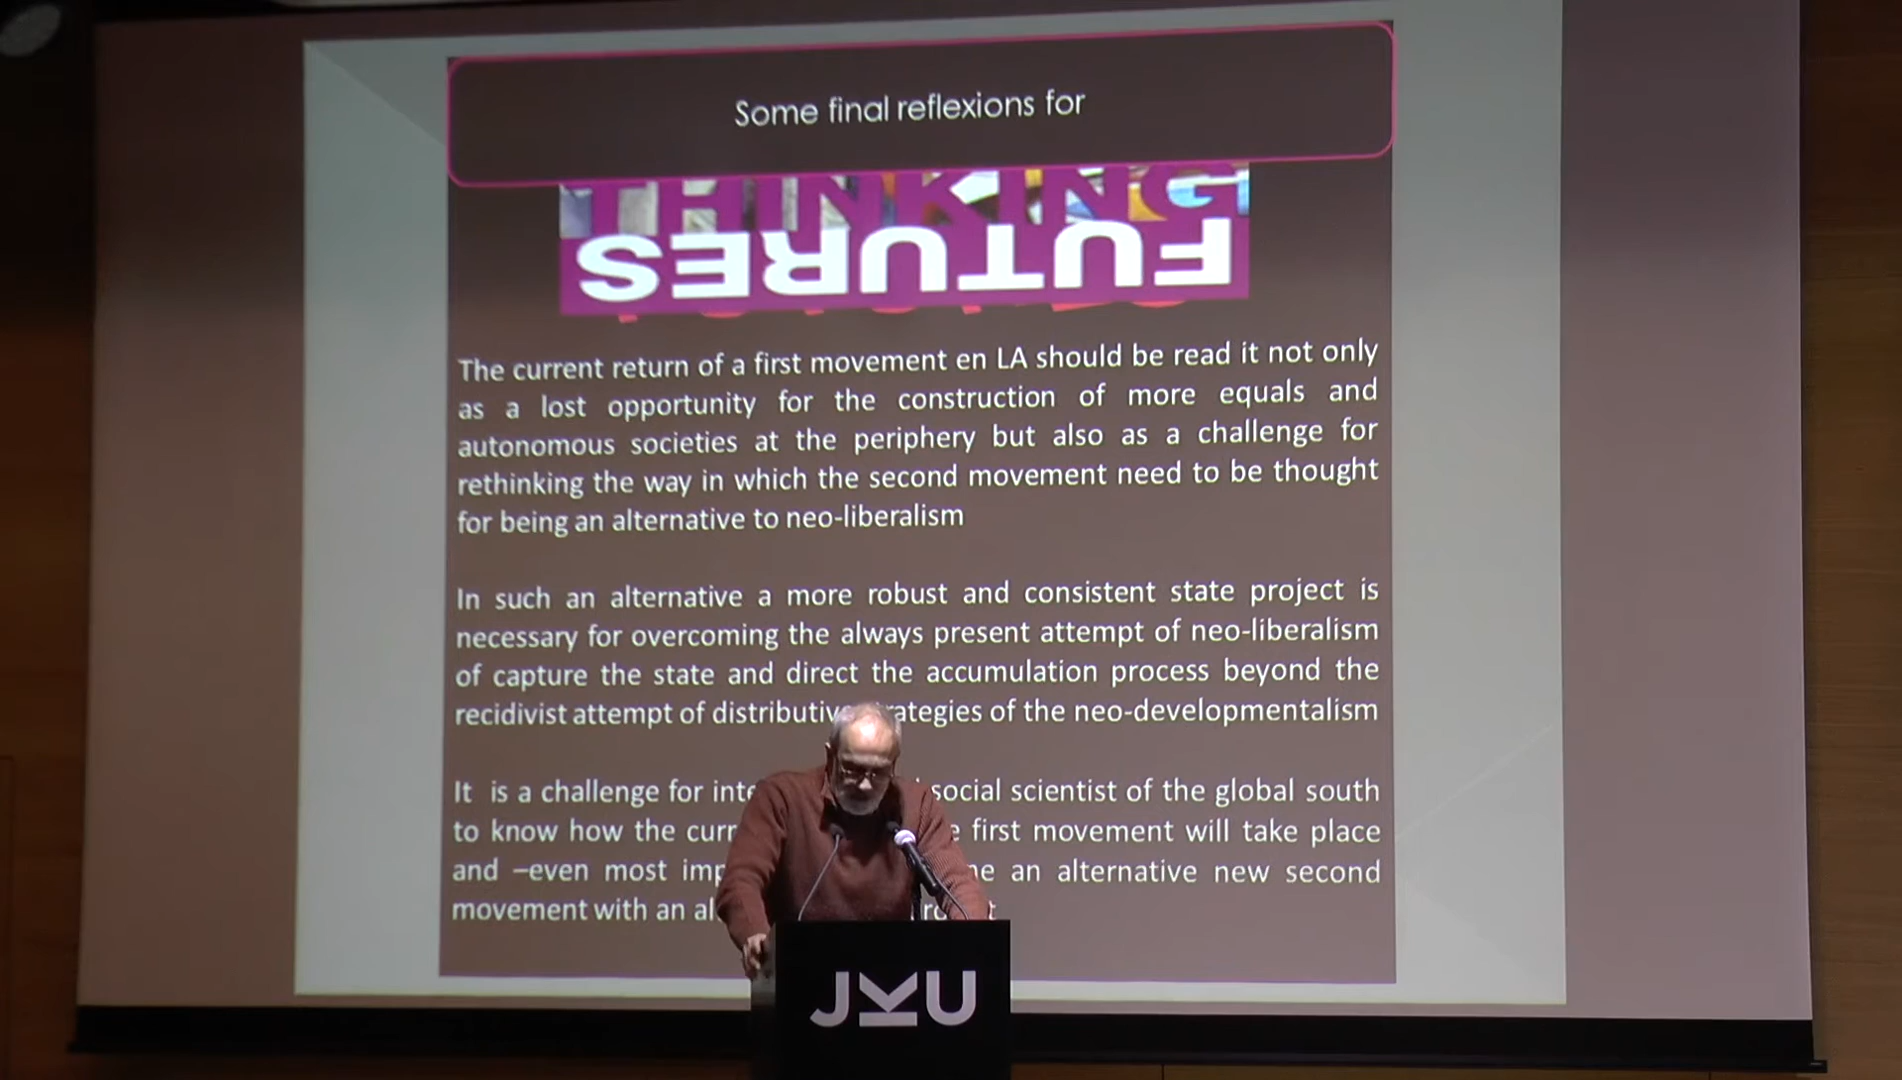 Some final reflexions for
THINKING
FUTURES
The current return of a first movement en LA should be read it not only
as a lost opportunity for the construction of more equals and
autonomous societies at the periphery but also as a challenge for
rethinking the way in which the second movement need to be thought
for being an alternative to neo-liberalism
In such an alternative a more robust and consistent state project is
necessary for overcoming the always present attempt of neo-liberalism
of capture the state and direct the accumulation process beyond the
recidivist attempt of distributive strategies of the neo-developmentalism
It is a challenge for social scientist of the global south
to know how the first movement will take place
and –even most an alternative new second
movement with an
JKU